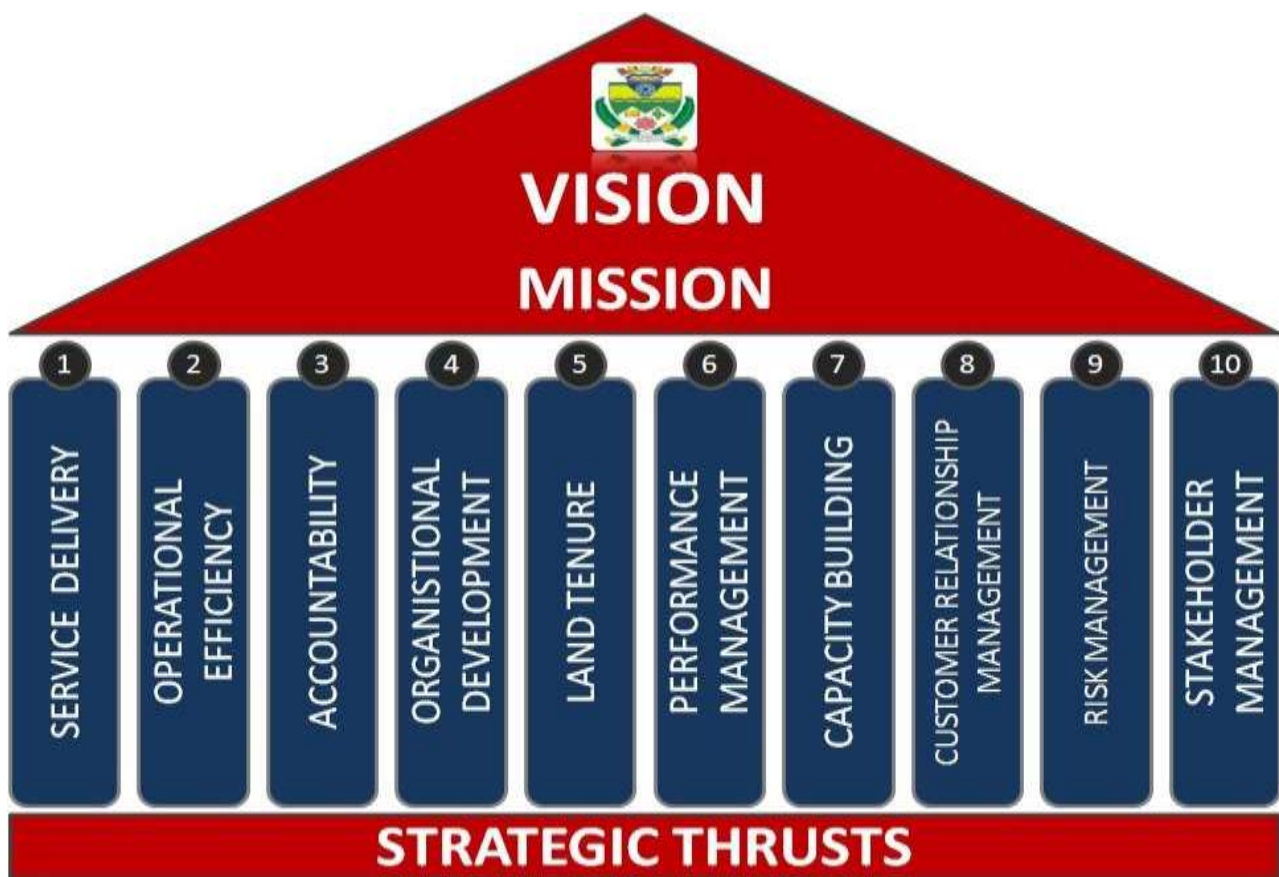 VISION
MISSION
1
SERVICE DELIVERY
2
OPERATIONAL
EFFICIENCY
3
ACCOUNTABILITY
4
ORGANISTIONAL
DEVELOPMENT
5
LAND TENURE
6
PERFORMANCE
MANAGEMENT
7
CAPACITY BUILDING
8
CUSTOMER RELATIONSHIP
MANAGEMENT
9
RISK MANAGEMENT
10
STAKEHOLDER
MANAGEMENT
STRATEGIC THRUSTS